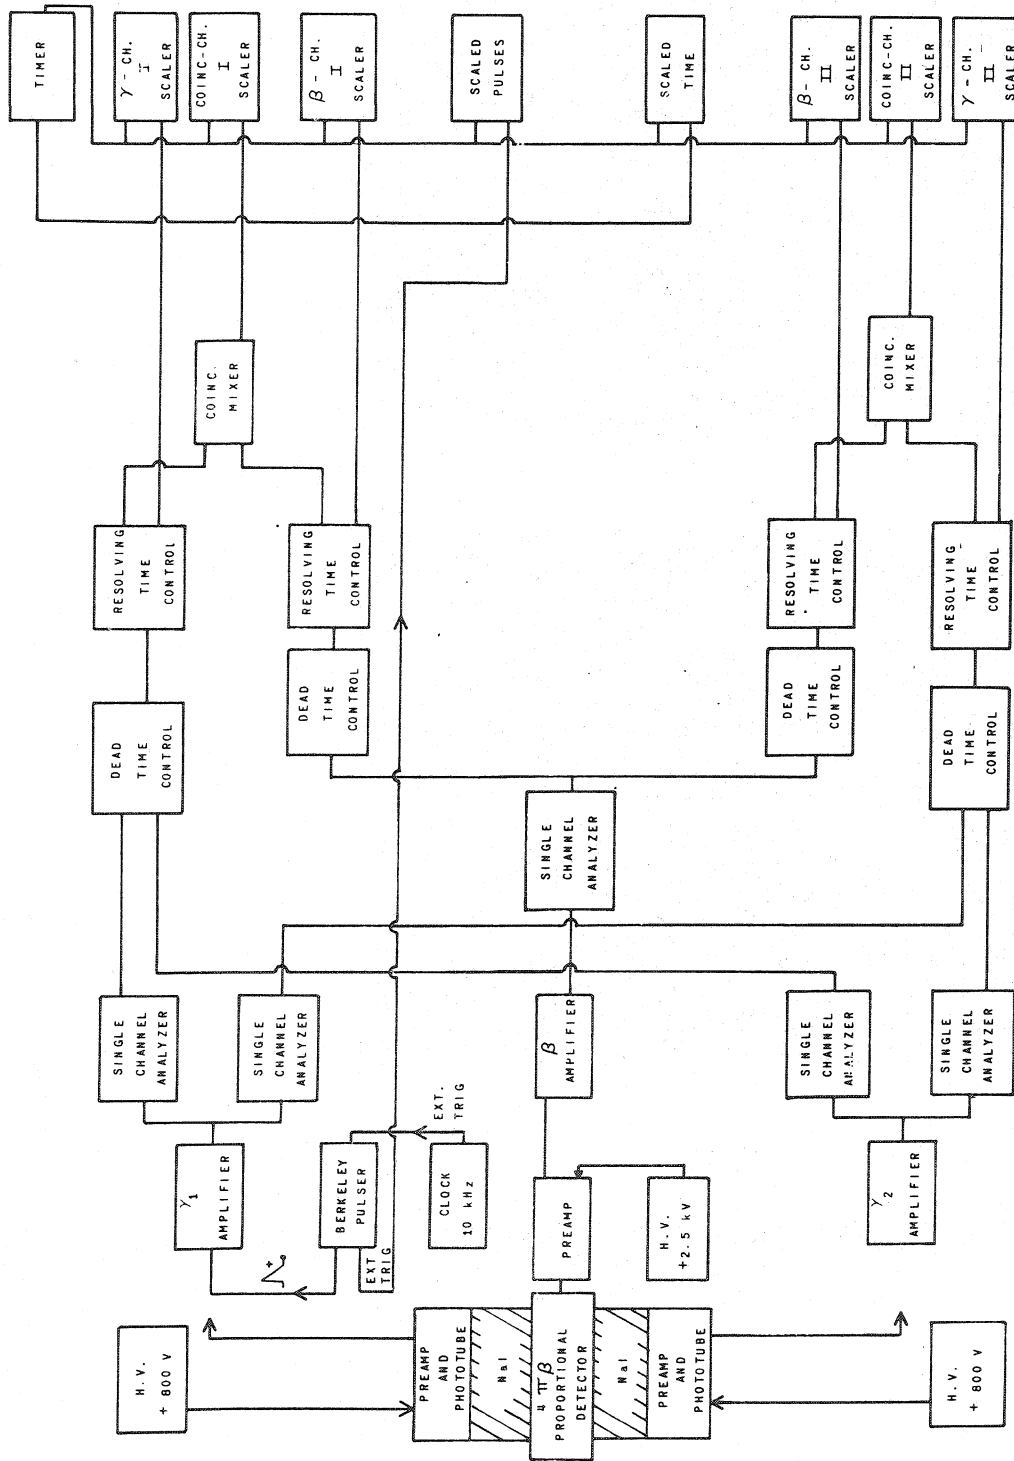 TIMER
γ - CH.
I
SCALER
COINC-CH.
I
SCALER
β - CH.
I
SCALER
SCALED
PULSES
SCALED
TIME
β - CH.
II
SCALER
COINC-CH.
II
SCALER
γ - CH.
II
SCALER
COINC.
MIXER
COINC.
MIXER
RESOLVING
TIME
CONTROL
RESOLVING
TIME
CONTROL
RESOLVING
TIME
CONTROL
RESOLVING
TIME
CONTROL
DEAD
TIME
CONTROL
DEAD
TIME
CONTROL
DEAD
TIME
CONTROL
DEAD
TIME
CONTROL
SINGLE
CHANNEL
ANALYZER
SINGLE
CHANNEL
ANALYZER
SINGLE
CHANNEL
ANALYZER
β
AMPLIFIER
SINGLE
CHANNEL
ANALYZER
SINGLE
CHANNEL
ANALYZER
γ1
AMPLIFIER
BERKELEY
PULSER
EXT.
TRIG
CLOCK
10 kHz
EXT
TRIG
+
PREAMP
H.V.
+2.5 kV
γ2
AMPLIFIER
H.V.
+ 800 V
PREAMP
AND
PHOTOTUBE
NaI
4πβ
PROPORTIONAL
DETECTOR
NaI
PREAMP
AND
PHOTOTUBE
H.V.
+ 800 V